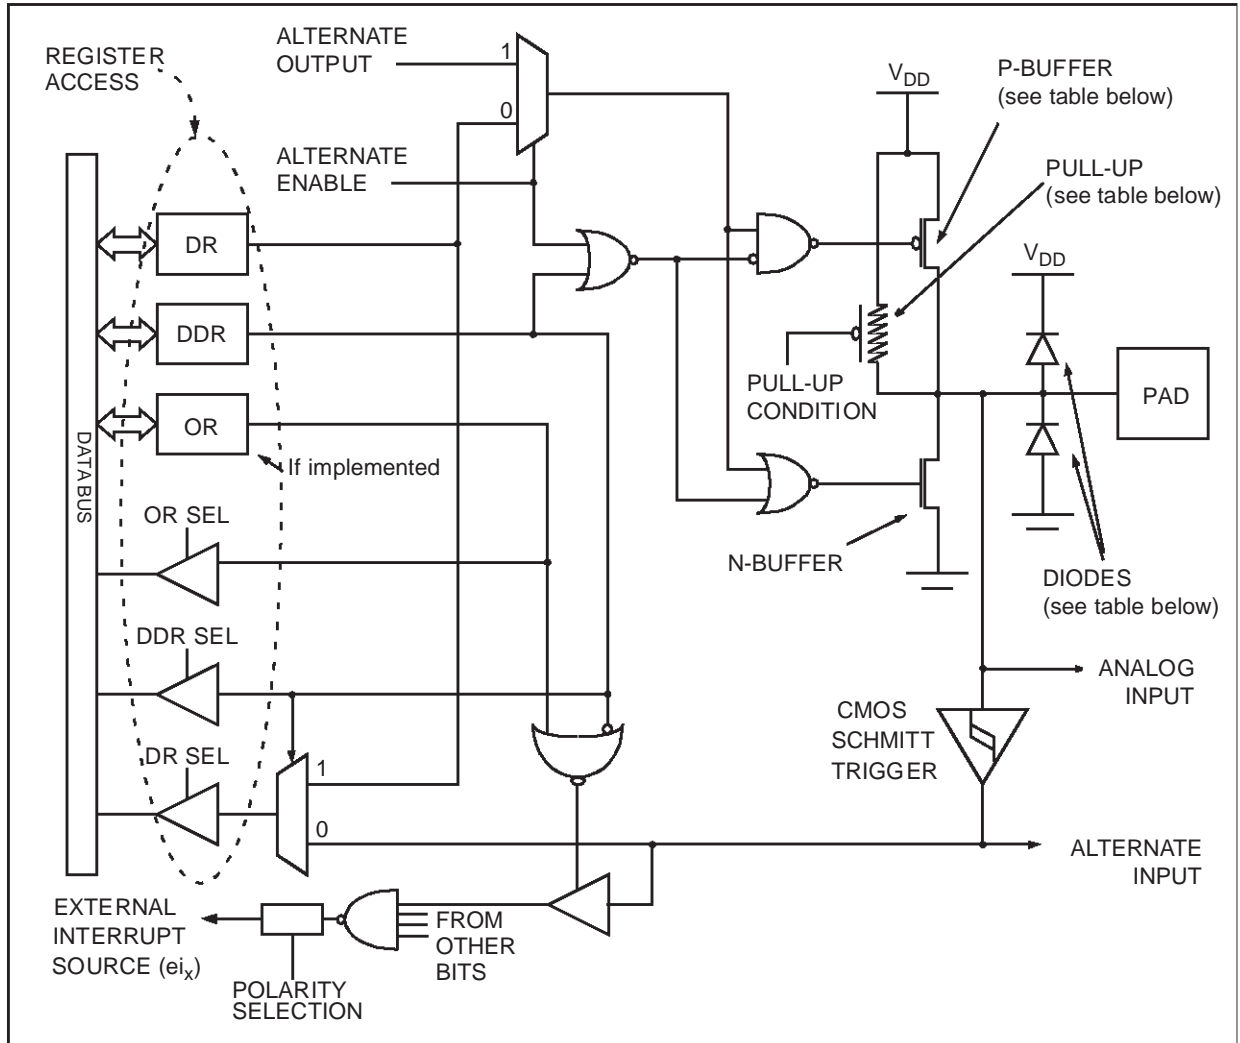 REGISTER
ACCESS
ALTERNATE
OUTPUT
1
0
ALTERNATE
ENABLE
VDD
P-BUFFER
(see table below)
PULL-UP
(see table below)
VDD
DR
DDR
OR
If implemented
DATA BUS
PULL-UP
CONDITION
PAD
OR SEL
N-BUFFER
DIODES
(see table below)
DDR SEL
ANALOG
INPUT
CMOS
SCHMITT
TRIGGER
DR SEL
1
0
ALTERNATE
INPUT
EXTERNAL
INTERRUPT
SOURCE (eix)
FROM
OTHER
BITS
POLARITY
SELECTION